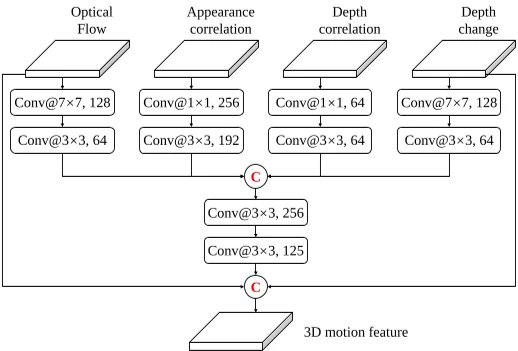 Optical
Flow
Appearance
correlation
Depth
correlation
Depth
change
Conv@7×7, 128
Conv@1×1, 256
Conv@1×1, 64
Conv@7×7, 128
Conv@3×3, 64
Conv@3×3, 192
Conv@3×3, 64
Conv@3×3, 64
C
Conv@3×3, 256
Conv@3×3, 125
C
3D motion feature